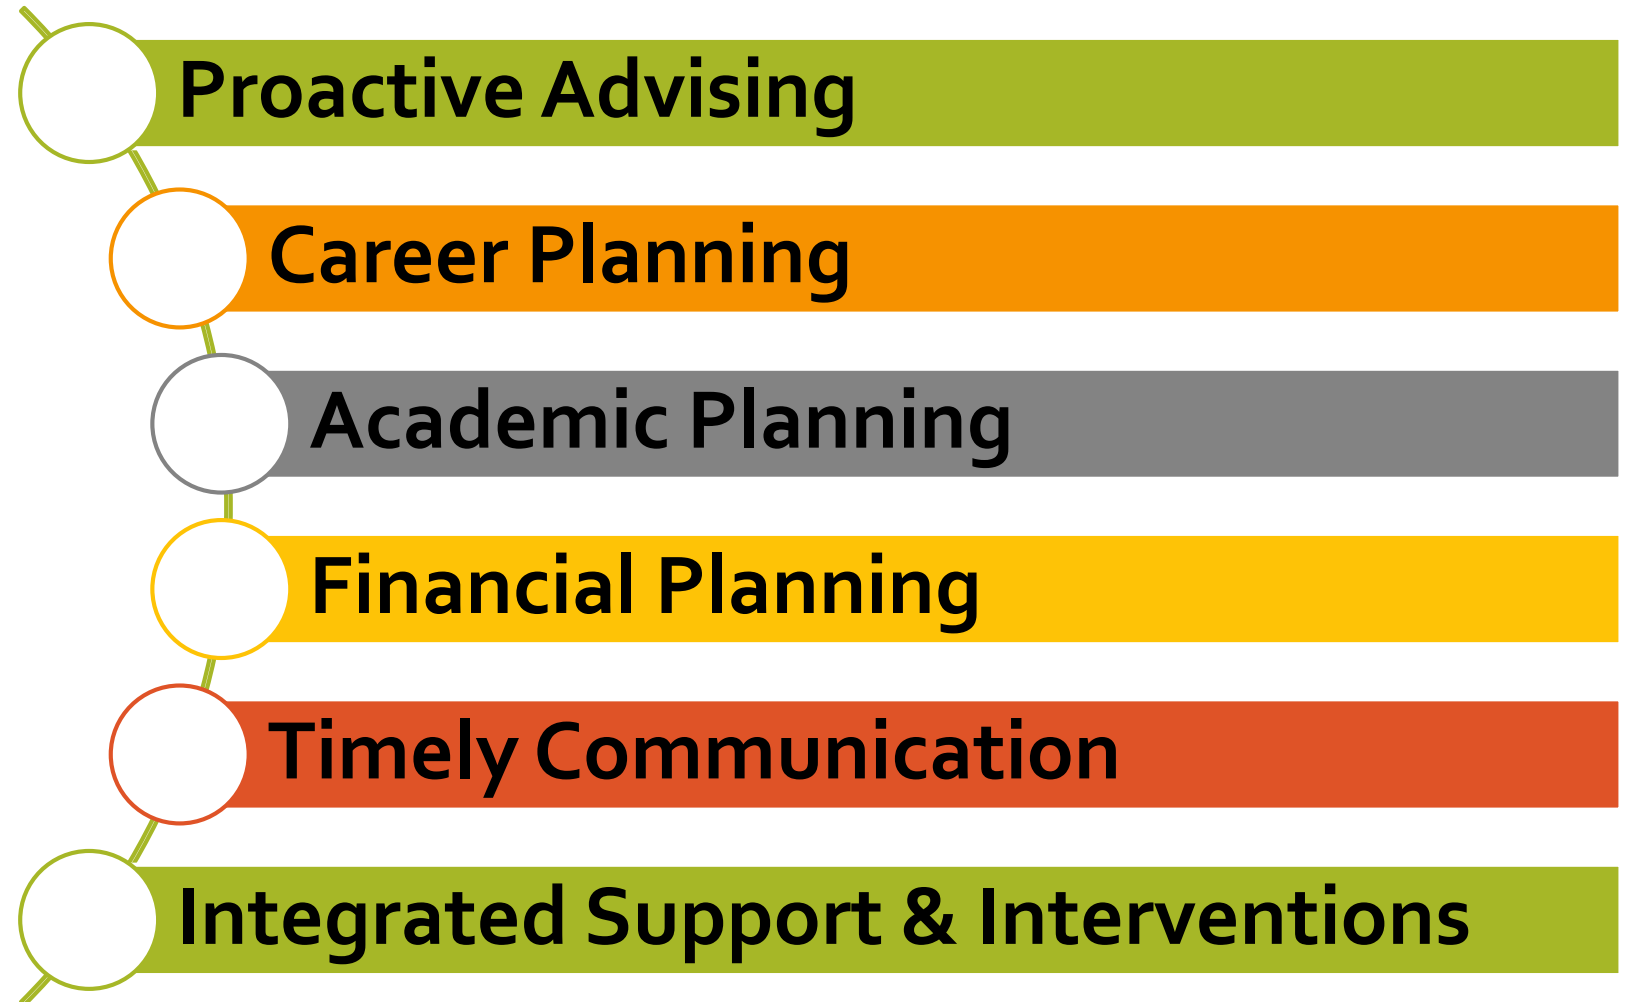 Proactive Advising
Career Planning
Academic Planning
Financial Planning
Timely Communication
Integrated Support & Interventions